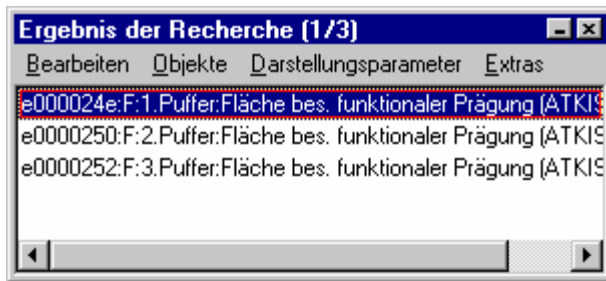 Ergebnis der Recherche (1/3)
Bearbeiten Objekte Darstellungsparameter Extras
e000024e:F:1.Puffer:Fläche bes. funktionaler Prägung (ATKIS
e0000250:F:2.Puffer:Fläche bes. funktionaler Prägung (ATKIS
e0000252:F:3.Puffer:Fläche bes. funktionaler Prägung (ATKIS